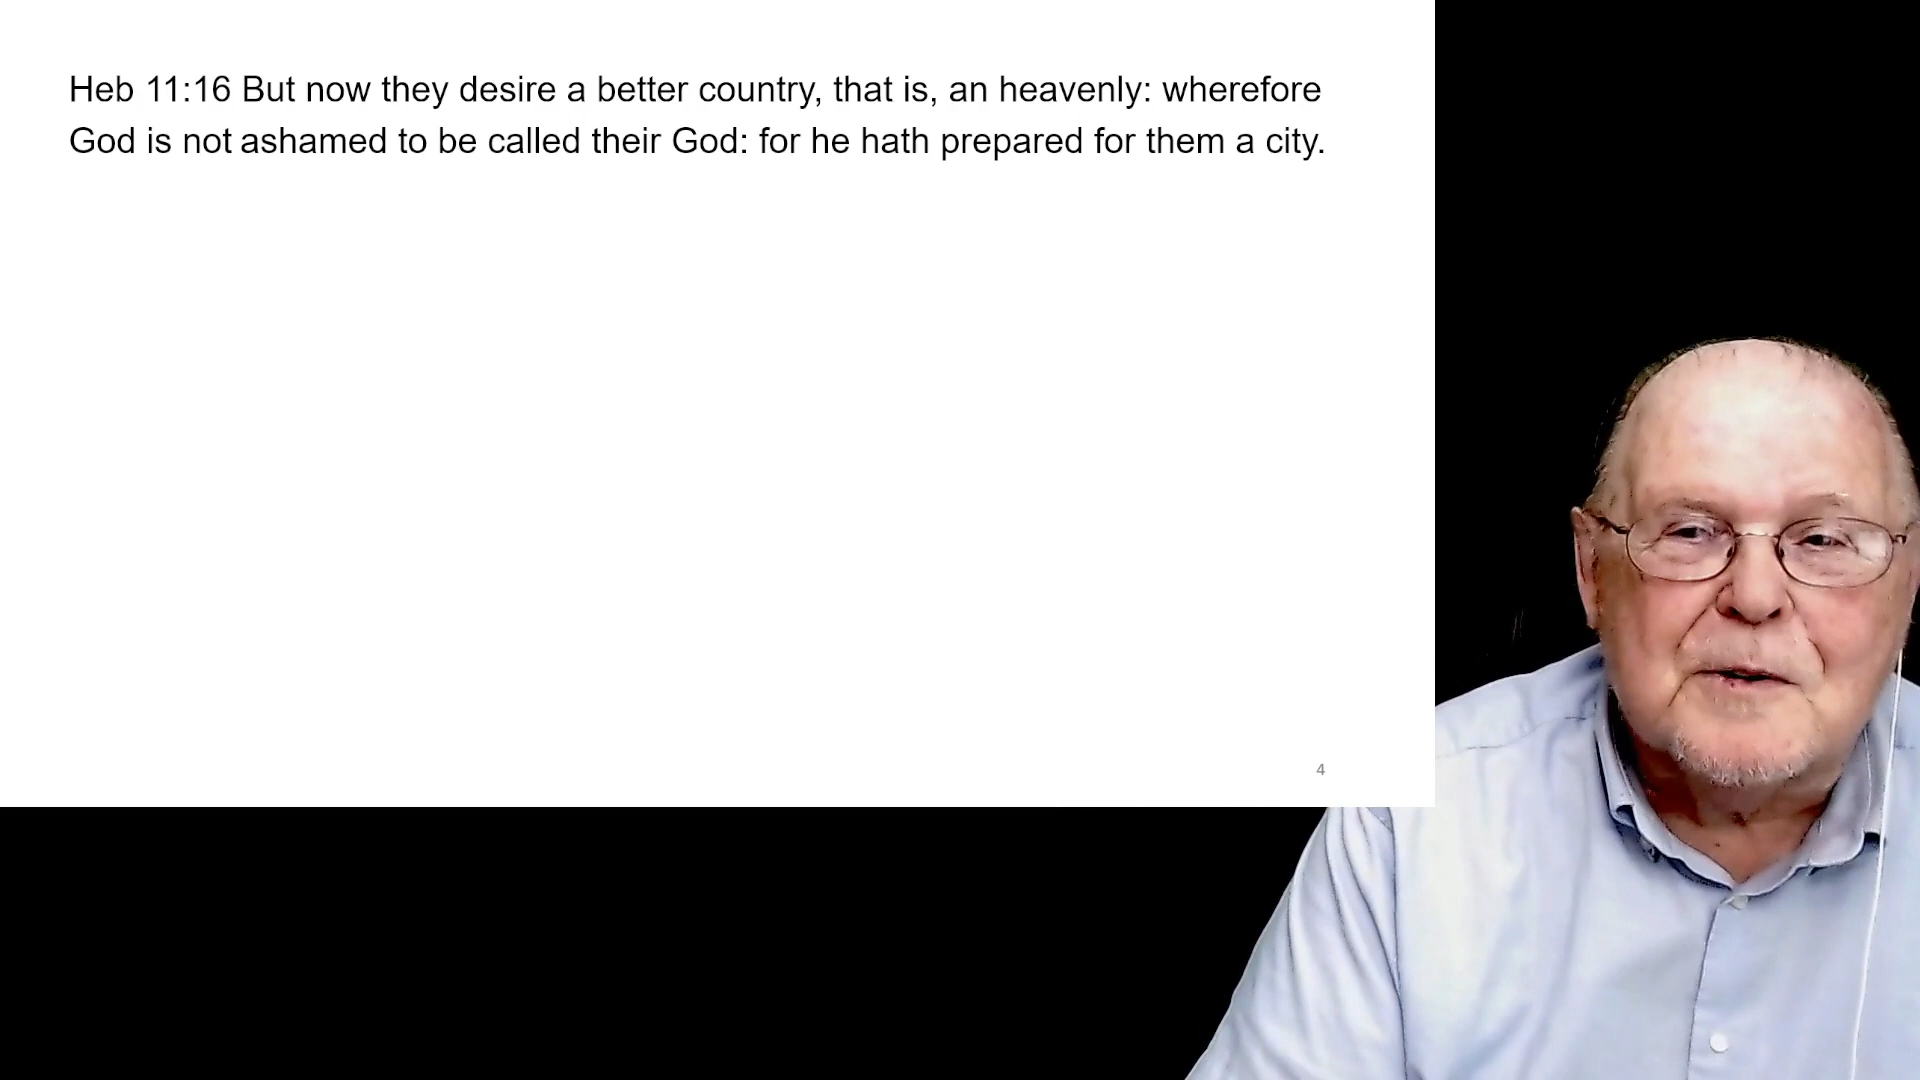 Heb 11:16 But now they desire a better country, that is, an heavenly: wherefore
God is not ashamed to be called their God: for he hath prepared for them a city.
4